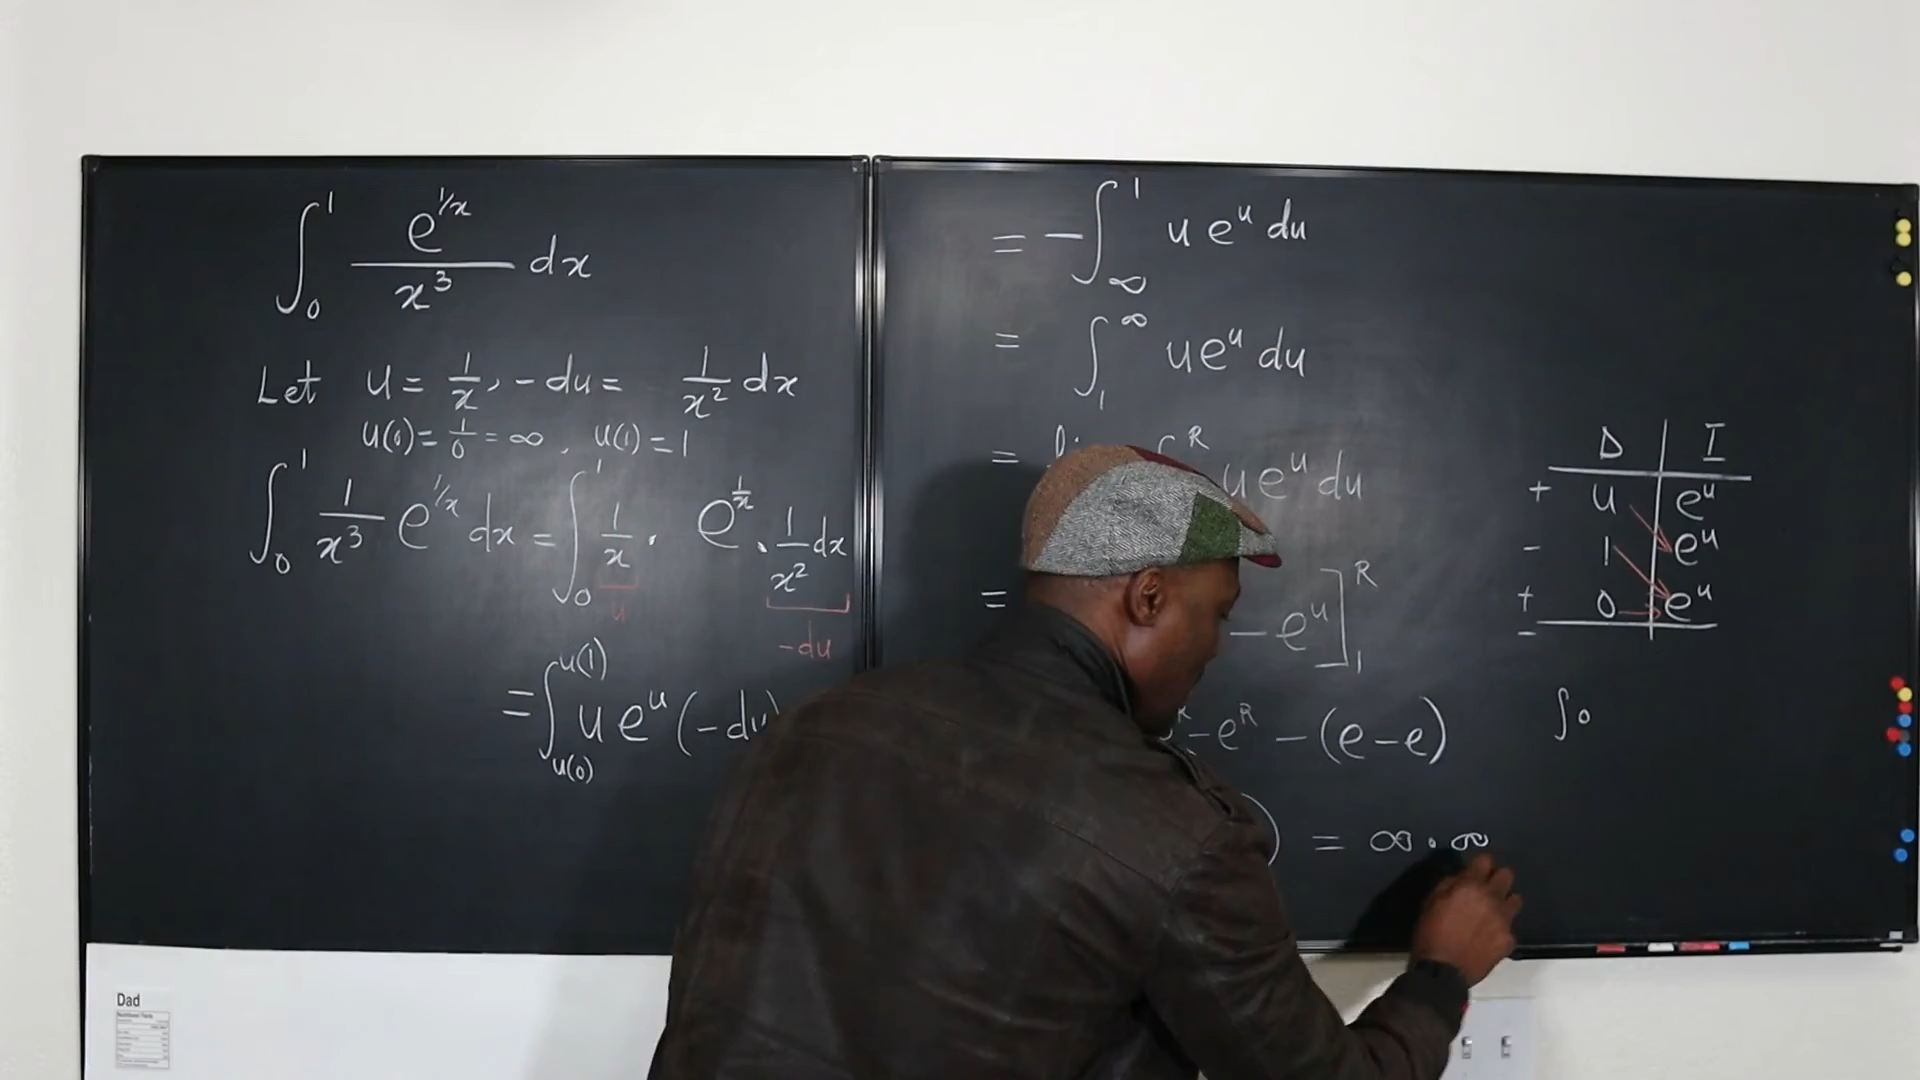 ∫₀¹ e^{1/x}/x³ dx
Let u = 1/x, -du = 1/x² dx
u(0) = 1/0 = ∞, u(1) = 1
∫₀¹ 1/x³ e^{1/x} dx = ∫₀¹ 1/x · e^{1/x} · 1/x² dx
u -du
= ∫_{u(0)}^{u(1)} u e^u (-du)
= -∫_∞^1 u e^u du
= ∫₁^∞ u e^u du
= R u e^u du
= - e^u ]₁^R
- e^R - (e - e)
) = ∞ · ∞
D I
+ u e^u
- 1 e^u
+ 0 e^u
-
∫0
Dad